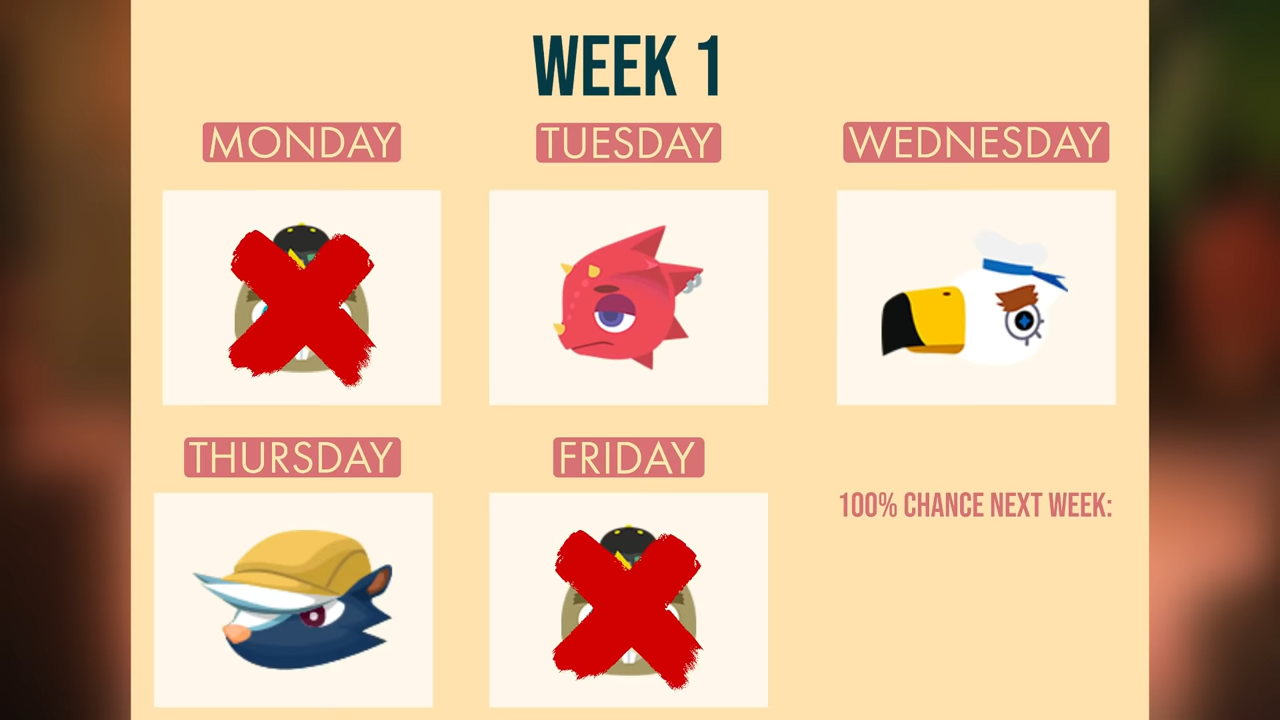 WEEK 1
MONDAY
TUESDAY
WEDNESDAY
THURSDAY
FRIDAY
100% CHANCE NEXT WEEK: